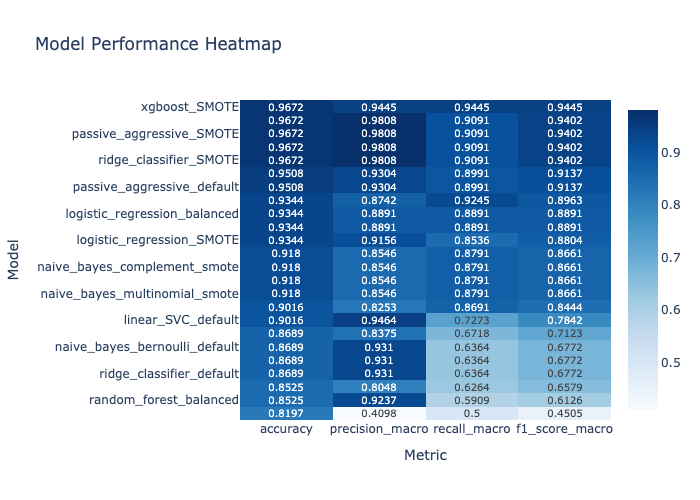 Model Performance Heatmap
xgboost_SMOTE 0.9672 0.9445 0.9445 0.9445
0.9672 0.9808 0.9091 0.9402
passive_aggressive_SMOTE 0.9672 0.9808 0.9091 0.9402
0.9672 0.9808 0.9091 0.9402
ridge_classifier_SMOTE 0.9672 0.9808 0.9091 0.9402
0.9508 0.9304 0.8991 0.9137
passive_aggressive_default 0.9508 0.9304 0.8991 0.9137
0.9344 0.8742 0.9245 0.8963
logistic_regression_balanced 0.9344 0.8891 0.8891 0.8891
0.9344 0.8891 0.8891 0.8891
logistic_regression_SMOTE 0.9344 0.9156 0.8536 0.8804
0.918 0.8546 0.8791 0.8661
naive_bayes_complement_smote 0.918 0.8546 0.8791 0.8661
0.918 0.8546 0.8791 0.8661
naive_bayes_multinomial_smote 0.918 0.8546 0.8791 0.8661
0.9016 0.8253 0.8691 0.8444
linear_SVC_default 0.9016 0.9464 0.7273 0.7842
0.8689 0.8375 0.6718 0.7123
naive_bayes_bernoulli_default 0.8689 0.931 0.6364 0.6772
0.8689 0.931 0.6364 0.6772
ridge_classifier_default 0.8689 0.931 0.6364 0.6772
0.8525 0.8048 0.6264 0.6579
random_forest_balanced 0.8525 0.9237 0.5909 0.6126
0.8197 0.4098 0.5 0.4505
accuracy precision_macro recall_macro f1_score_macro
Metric
Model
0.9
0.8
0.7
0.6
0.5